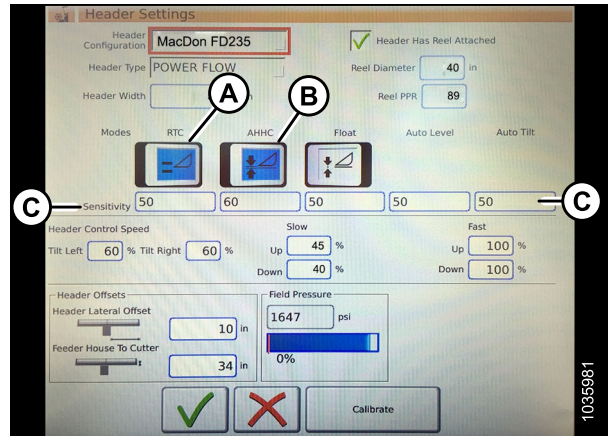 Header Settings
Header Configuration MacDon FD235 Header Has Reel Attached
Header Type POWER FLOW Reel Diameter 40 in
Header Width Reel PPR 89
A B
Modes RTC AHHC Float Auto Level Auto Tilt
C Sensitivity 50 60 50 50 50 C
Header Control Speed Slow Fast
Tilt Left 60 % Tilt Right 60 % Up 45 % Up 100 %
Down 40 % Down 100 %
Header Offsets Field Pressure
Header Lateral Offset 1647 psi
10 in
0%
Feeder House To Cutter
34 in
Calibrate
1035981